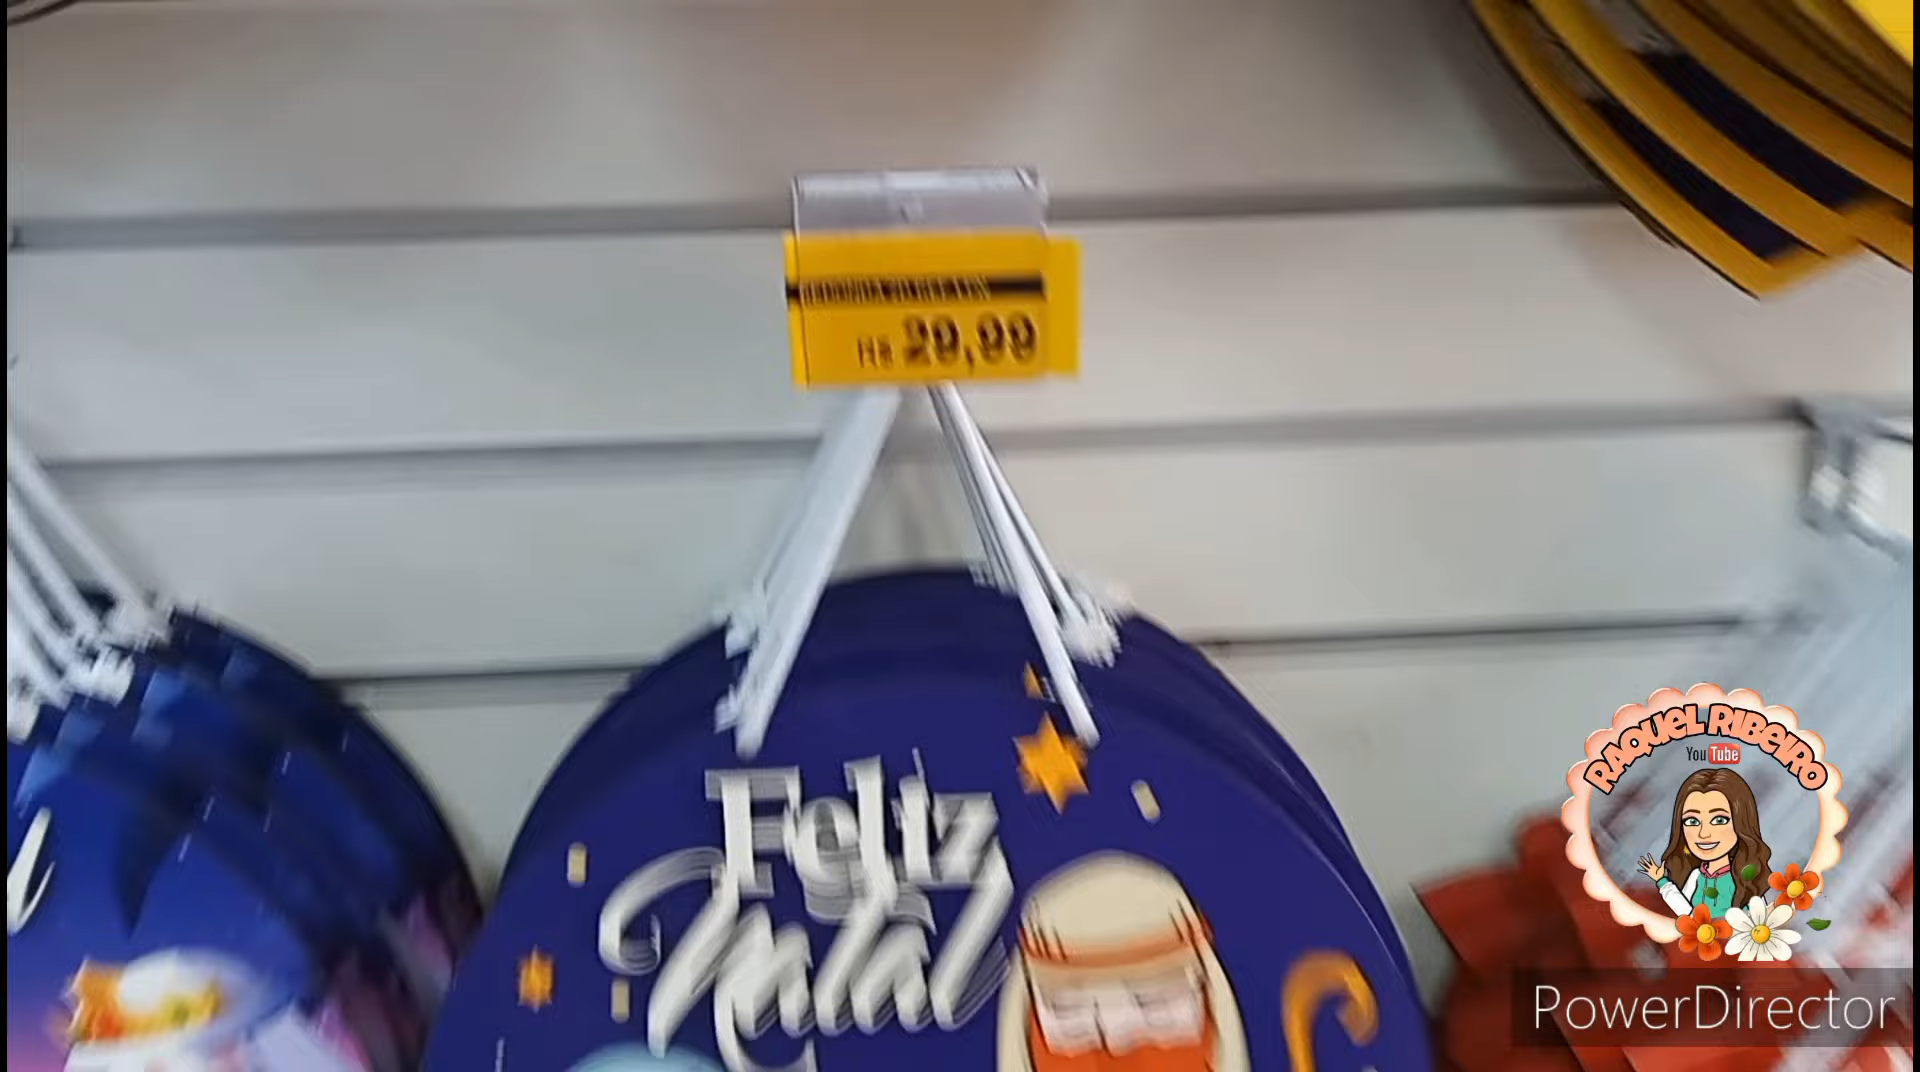 R$ 29,99
Feliz
Natal
RAQUEL RIBEIRO
YouTube
PowerDirector